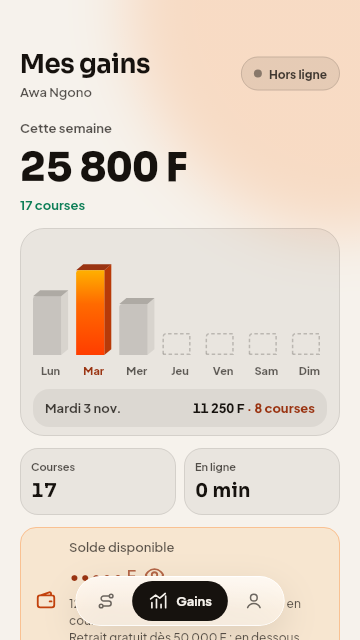 Mes gains
Hors ligne
Awa Ngono
Cette semaine
25 800 F
17 courses
Lun Mar Mer Jeu Ven Sam Dim
Mardi 3 nov. 11 250 F · 8 courses
Courses
17
En ligne
0 min
Solde disponible
••••• F
Gains
en
Retrait gratuit dès 50 000 F : en dessous